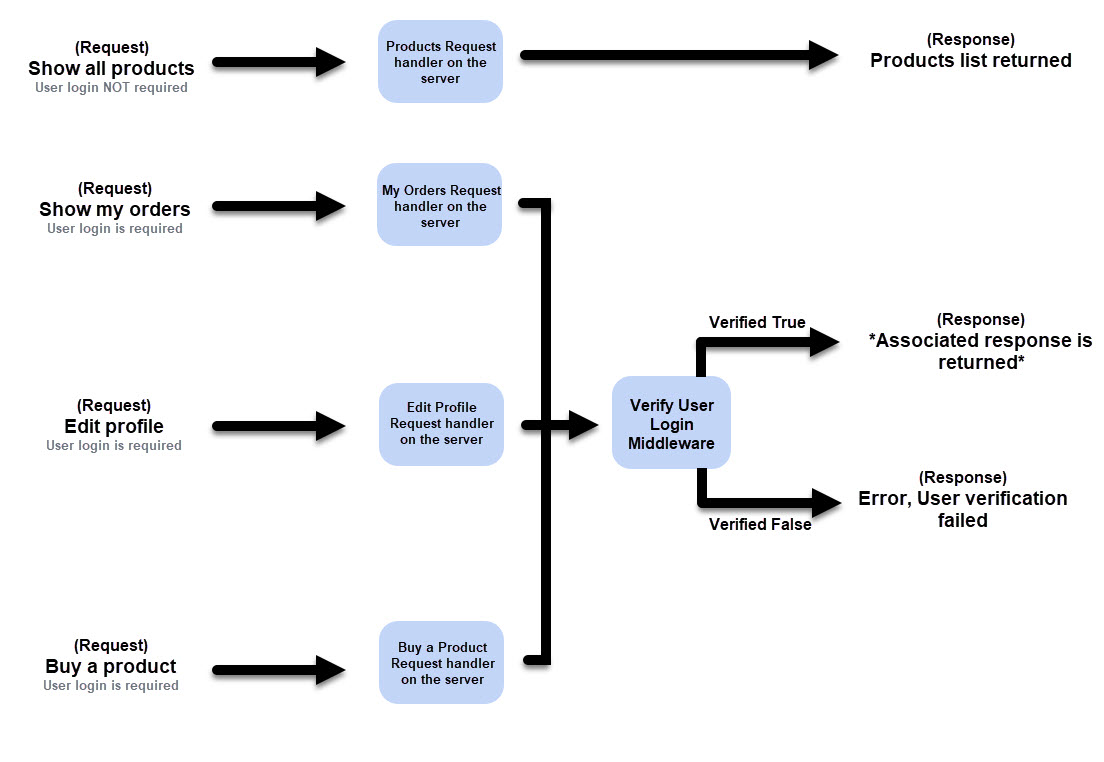 (Request)
Show all products
User login NOT required
Products Request
handler on the
server
(Response)
Products list returned
(Request)
Show my orders
User login is required
My Orders Request
handler on the
server
(Request)
Edit profile
User login is required
Edit Profile
Request handler
on the server
Verify User
Login
Middleware
Verified True
(Response)
*Associated response is
returned*
Verified False
(Response)
Error, User verification
failed
(Request)
Buy a product
User login is required
Buy a Product
Request handler
on the server